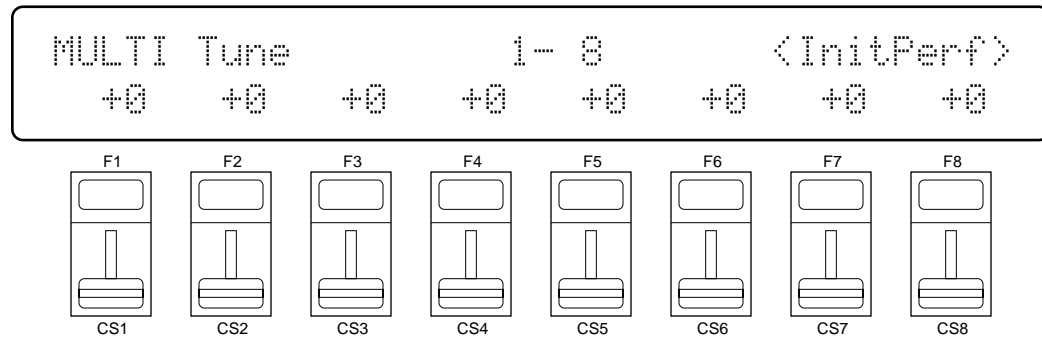 MULTI Tune 1- 8 <InitPerf>
+0 +0 +0 +0 +0 +0 +0 +0
F1 F2 F3 F4 F5 F6 F7 F8
CS1 CS2 CS3 CS4 CS5 CS6 CS7 CS8